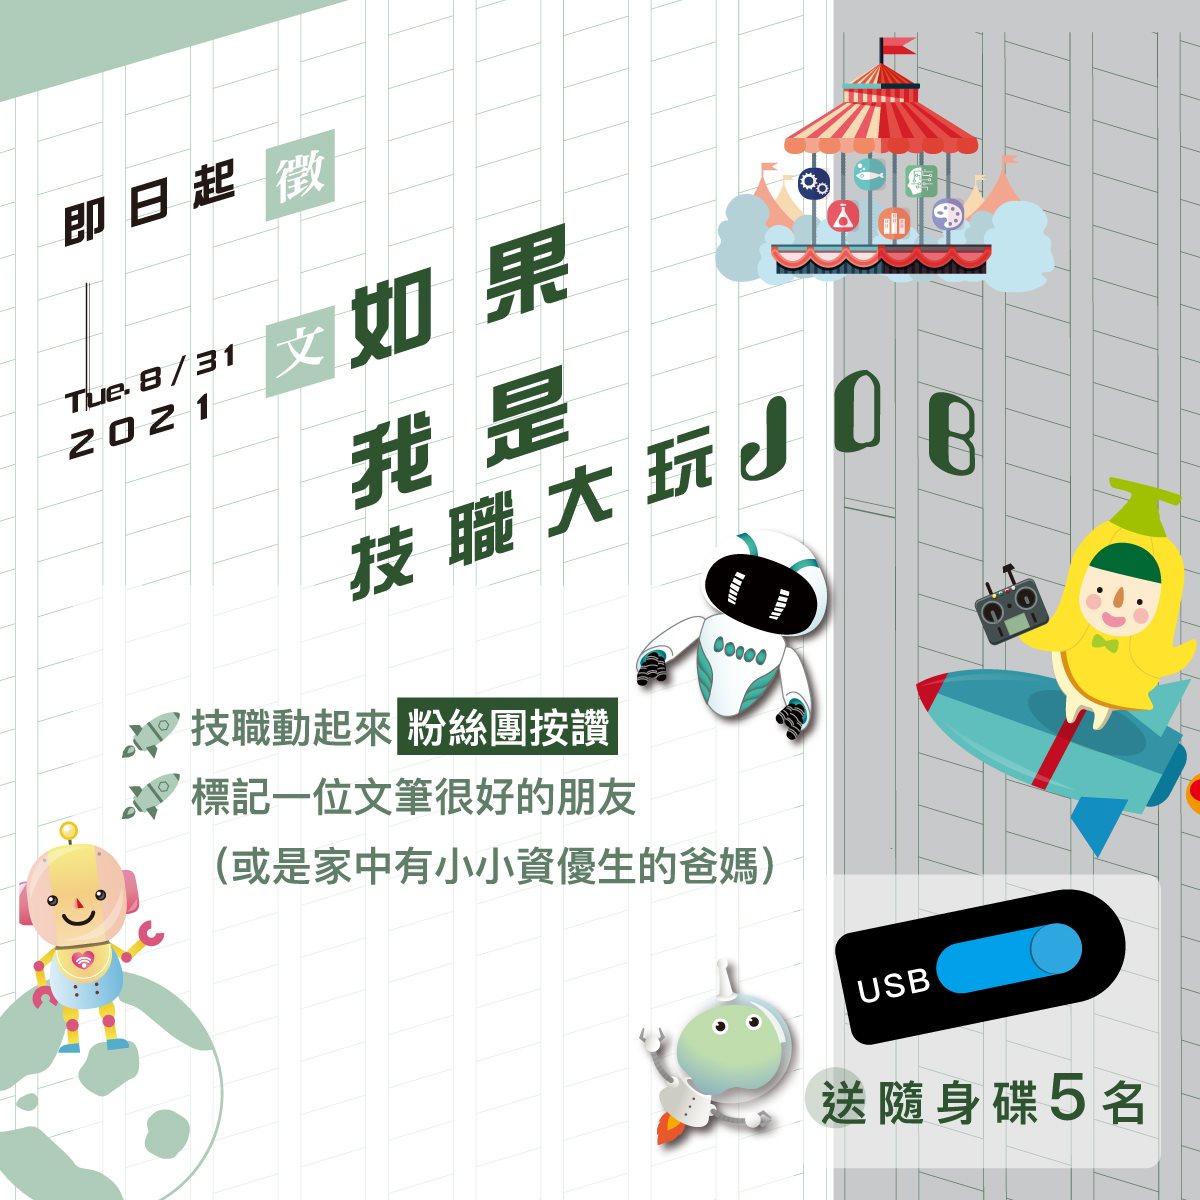 即日起
Tue. 8/31
2021
徵文
如果
我是
技職大玩JOB
技職動起來 粉絲團按讚
標記一位文筆很好的朋友
（或是家中有小小資優生的爸媽）
USB
送隨身碟5名